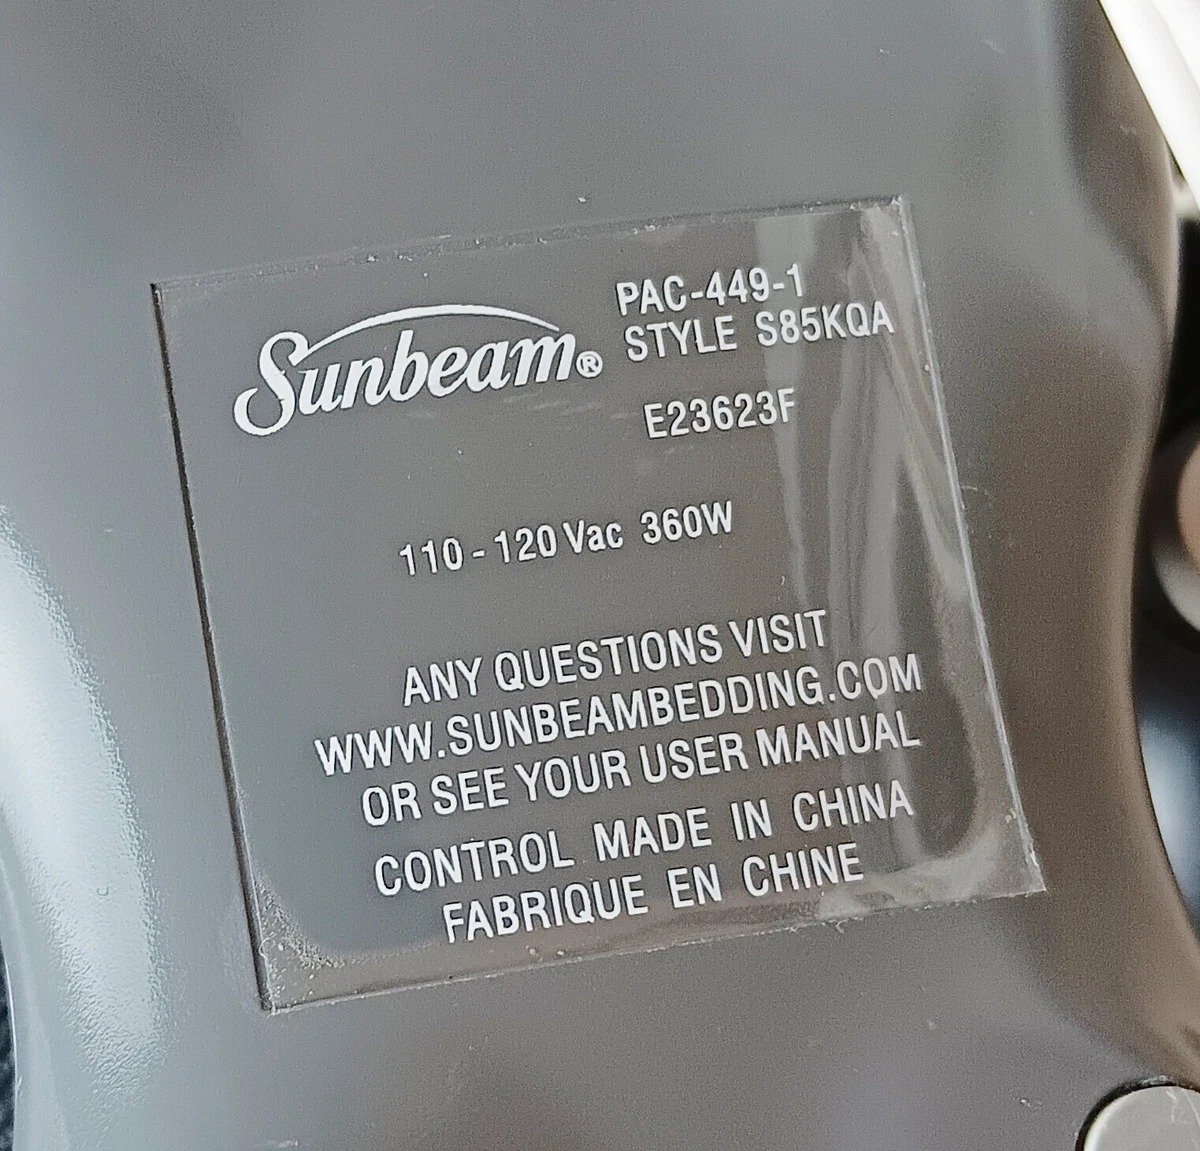 Sunbeam®
PAC-449-1
STYLE S85KQA
E23623F
110 - 120 Vac 360W
ANY QUESTIONS VISIT
WWW.SUNBEAMBEDDING.COM
OR SEE YOUR USER MANUAL
CONTROL MADE IN CHINA
FABRIQUE EN CHINE